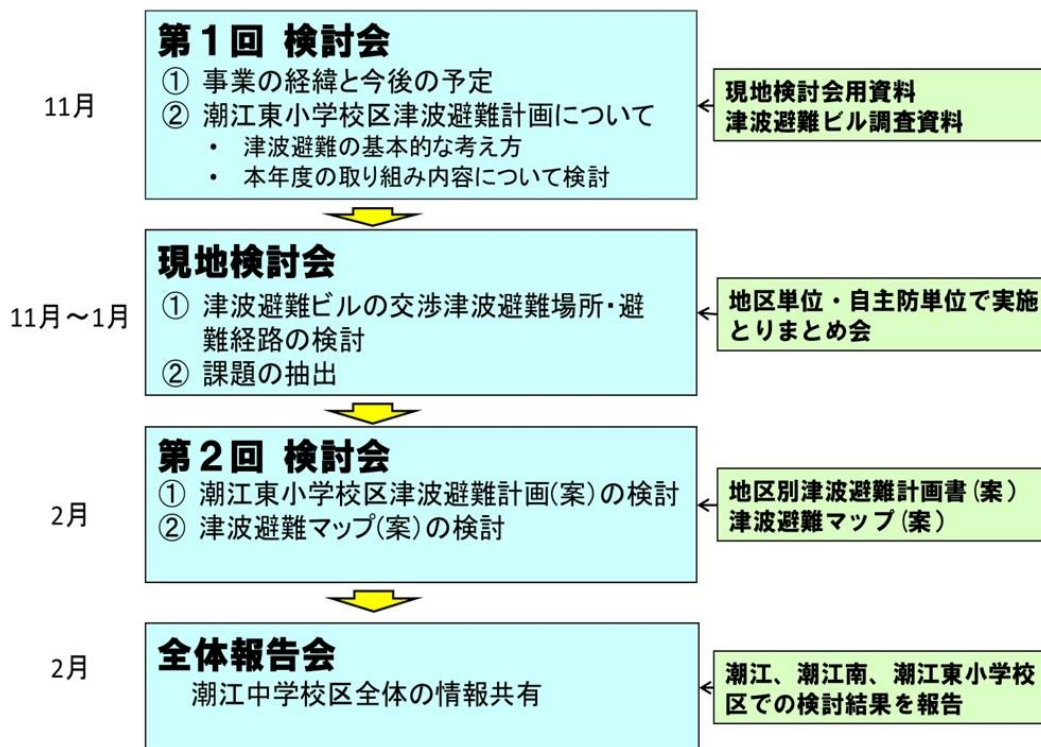 11月
第1回 検討会
① 事業の経緯と今後の予定
② 潮江東小学校区津波避難計画について
• 津波避難の基本的な考え方
• 本年度の取り組み内容について検討
現地検討会用資料
津波避難ビル調査資料
11月～1月
現地検討会
① 津波避難ビルの交渉津波避難場所・避
難経路の検討
② 課題の抽出
地区単位・自主防単位で実施
とりまとめ会
2月
第2回 検討会
① 潮江東小学校区津波避難計画(案)の検討
② 津波避難マップ(案)の検討
地区別津波避難計画書(案)
津波避難マップ(案)
2月
全体報告会
潮江中学校区全体の情報共有
潮江、潮江南、潮江東小学校
区での検討結果を報告